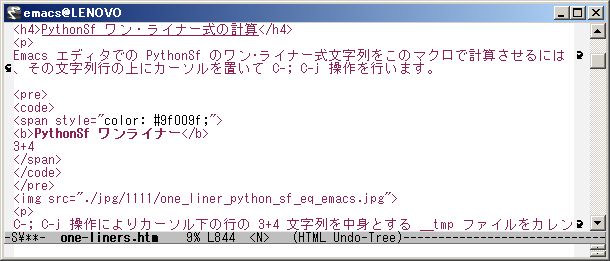 emacs@LENOVO
<h4>PythonSf ワン・ライナー式の計算</h4>
<p>
Emacs エディタでの PythonSf のワン･ライナー式文字列をこのマクロで計算させるには
、その文字列行の上にカーソルを置いて C-; C-j 操作を行います。
<pre>
<code>
<span style="color: #9f009f;">
<b>PythonSf ワンライナー</b>
3+4
</span>
</code>
</pre>
<img src="./jpg/1111/one_liner_python_sf_eq_emacs.jpg">
<p>
C-; C-j 操作によりカーソル下の行の 3+4 文字列を中身とする __tmp ファイルをカレン
-S¥**-  one-liners.htm   9% L844  <N>   (HTML Undo-Tree)--------------------